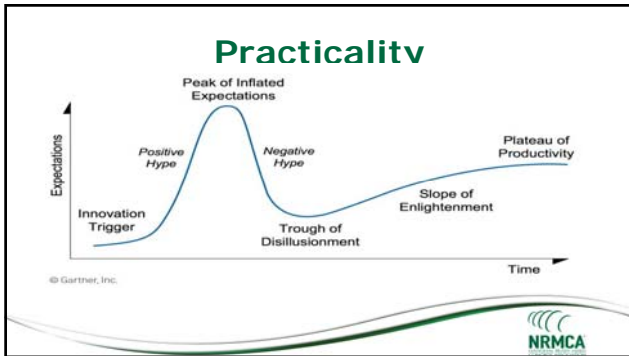 Practicality
Peak of Inflated
Expectations
Positive
Hype
Negative
Hype
Plateau of
Productivity
Expectations
Slope of
Enlightenment
Innovation
Trigger
Trough of
Disillusionment
Time
© Gartner, Inc.
NRMCA